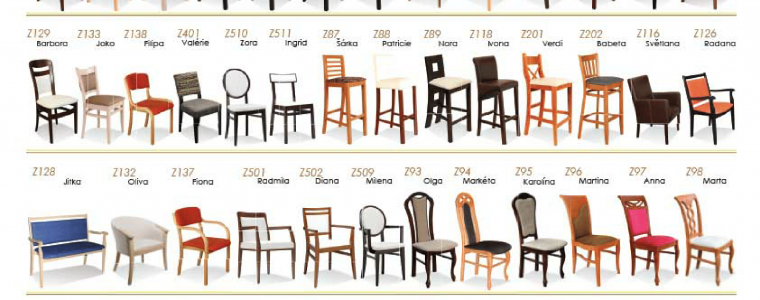 Z129 Z133 Z138 Z401 Z510 Z511 Z87 Z88 Z89 Z118 Z201 Z202 Z116 Z126
Barbora Joko Filipa Valérie Zora Ingrid Šárka Patricie Nora Ivona Verdi Babeta Světlana Radana
Z128 Z132 Z137 Z501 Z502 Z509 Z93 Z94 Z95 Z96 Z97 Z98
Jitka Oliva Fiona Radmila Diana Milena Olga Markéta Karolína Martina Anna Marta